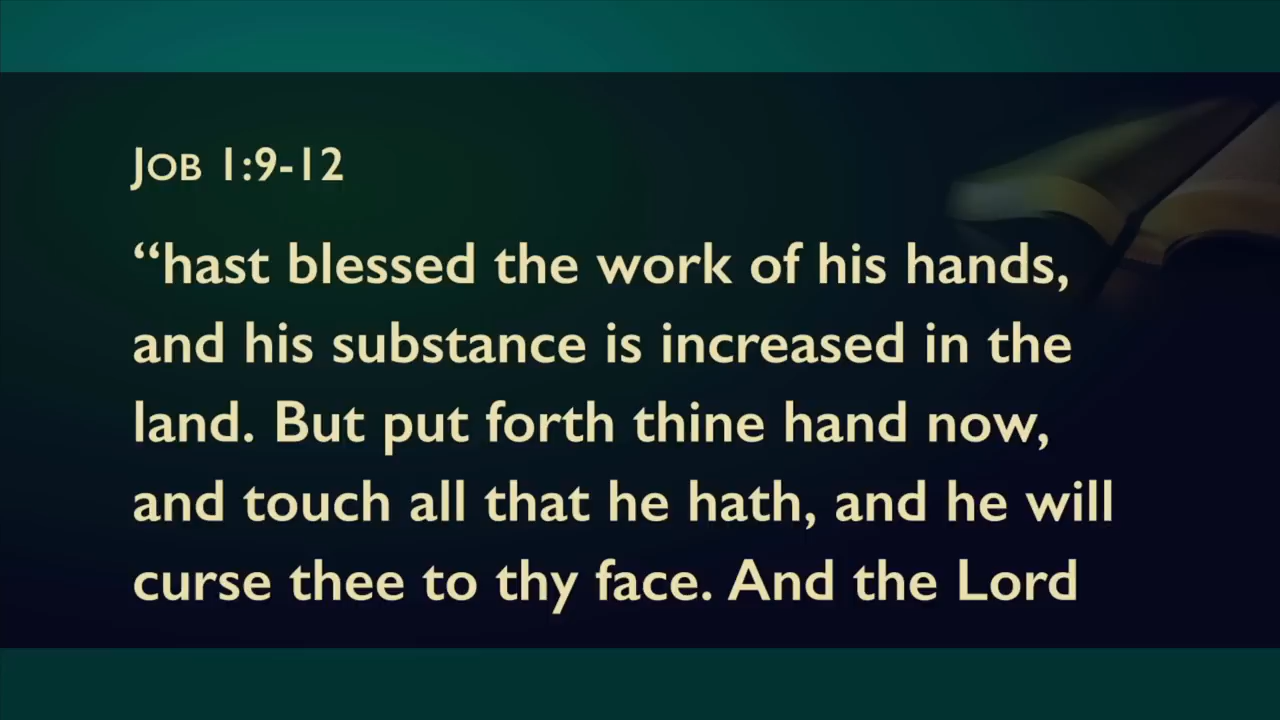 JOB 1:9-12
“hast blessed the work of his hands,
and his substance is increased in the
land. But put forth thine hand now,
and touch all that he hath, and he will
curse thee to thy face. And the Lord